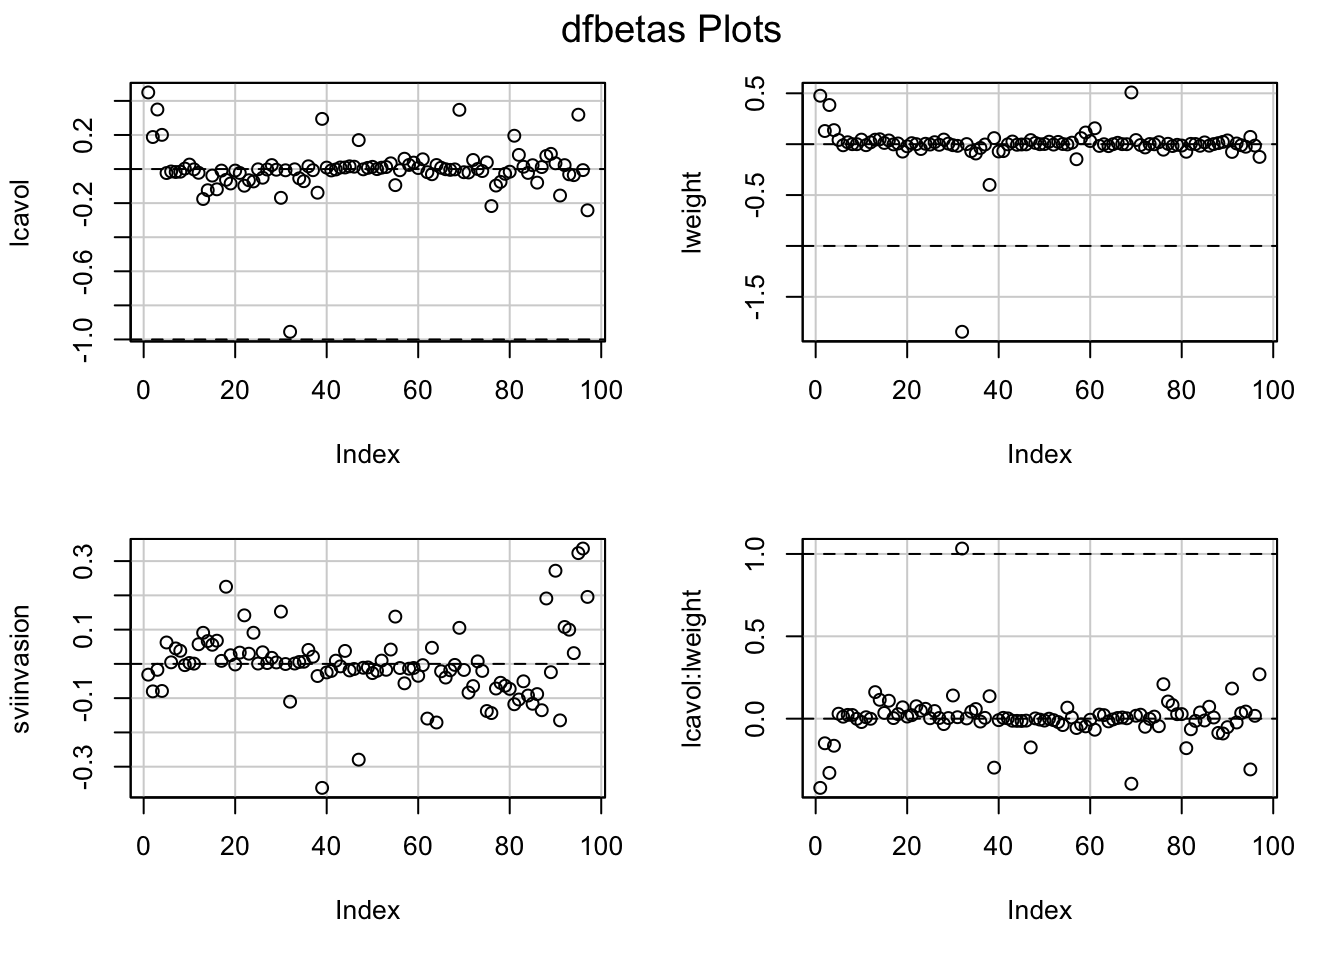 dfbetas Plots
lcavol
0.2
-0.2
-0.6
-1.0
0 20 40 60 80 100
Index
lweight
0.5
-0.5
-1.5
0 20 40 60 80 100
Index
sviinvasion
0.3
0.1
-0.1
-0.3
0 20 40 60 80 100
Index
lcavol:lweight
1.0
0.5
0.0
0 20 40 60 80 100
Index